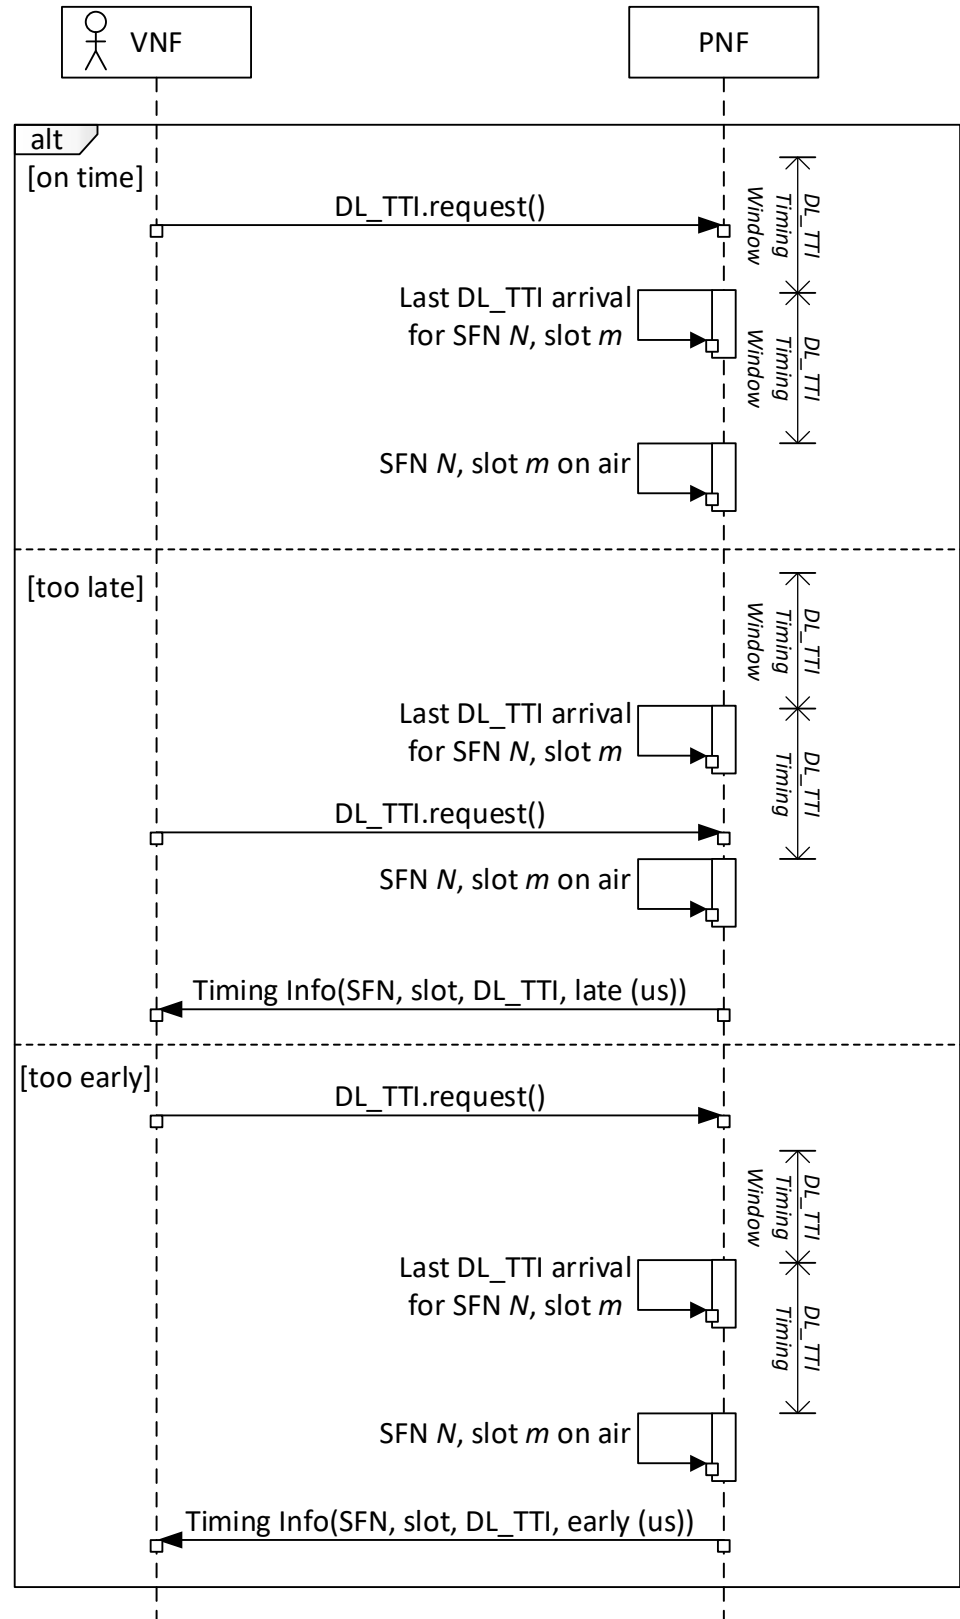 VNF
PNF
alt
[on time]
DL_TTI.request()
DL_TTI
Timing
Window
Last DL_TTI arrival
for SFN N, slot m
DL_TTI
Timing
Window
SFN N, slot m on air
[too late]
DL_TTI
Timing
Window
Last DL_TTI arrival
for SFN N, slot m
DL_TTI
Timing
DL_TTI.request()
SFN N, slot m on air
Timing Info(SFN, slot, DL_TTI, late (us))
[too early]
DL_TTI.request()
DL_TTI
Timing
Window
Last DL_TTI arrival
for SFN N, slot m
DL_TTI
Timing
SFN N, slot m on air
Timing Info(SFN, slot, DL_TTI, early (us))